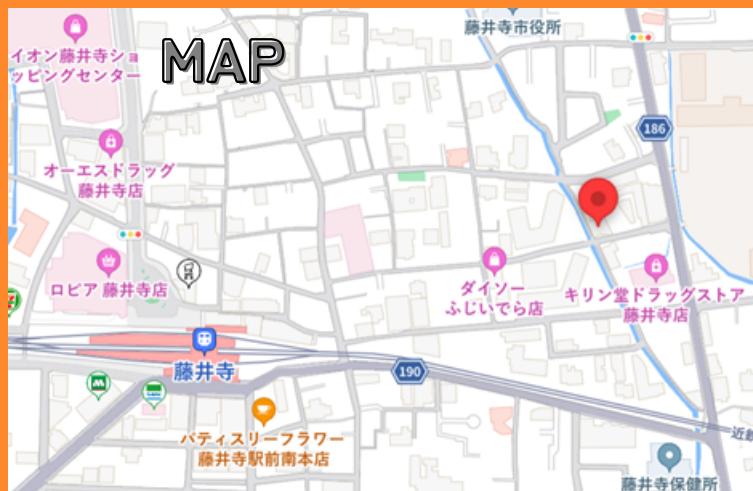 藤井寺市役所
イオン藤井寺ショ
ッピングセンター
MAP
186
オーエスドラッグ
藤井寺店
ロピア 藤井寺店
ダイソー
ふじいでら店
キリン堂ドラッグストア
藤井寺店
藤井寺
190
パティスリーフラワー
藤井寺駅前南本店
近鉄
藤井寺保健所